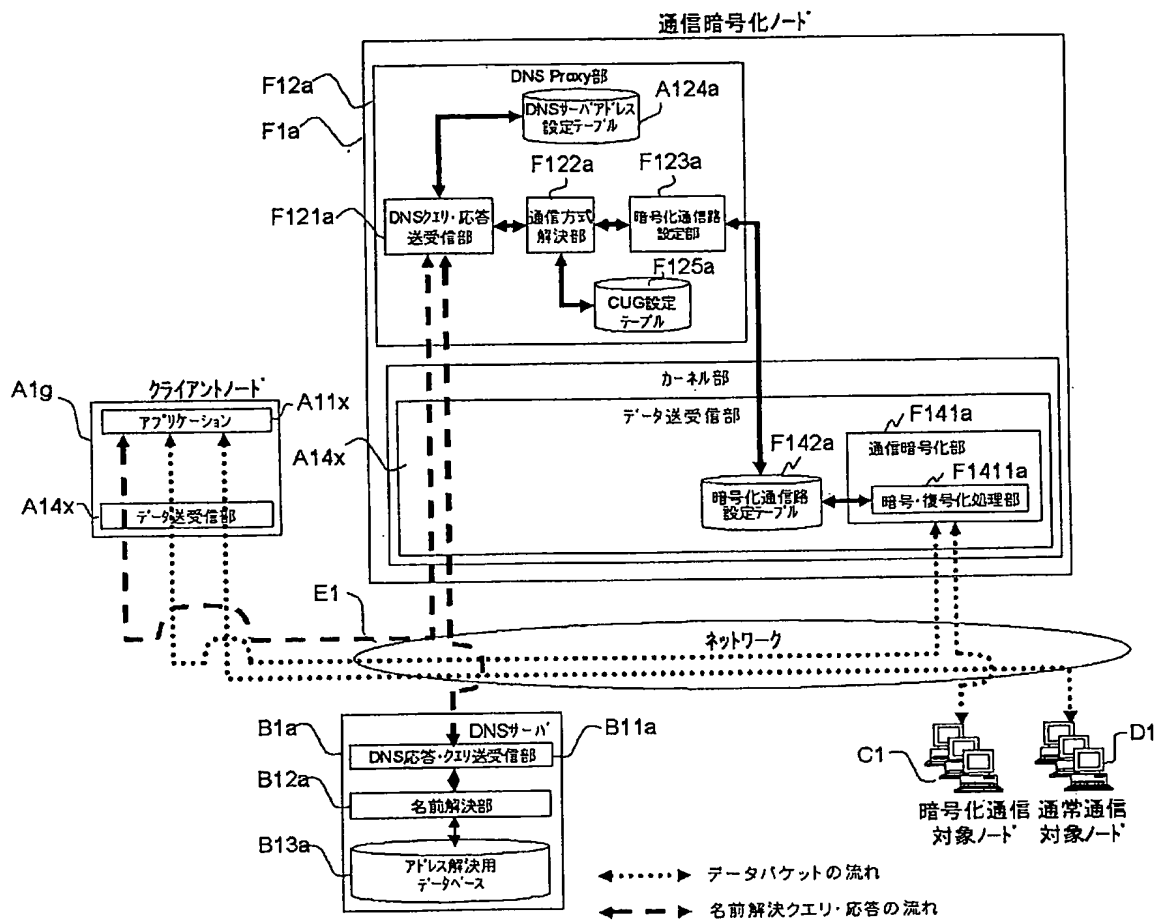 通信暗号化ノード
DNS Proxy部
F12a
F1a
A124a
DNSサーバアドレス
設定テーブル
F122a
F123a
F121a
DNSクエリ・応答
送受信部
通信方式
解決部
暗号化通信路
設定部
F125a
CUG設定
テーブル
カーネル部
データ送受信部
A14x
F141a
通信暗号化部
F142a
F1411a
暗号化通信路
設定テーブル
暗号・復号化処理部
A1g
クライアントノード
アプリケーション
A11x
A14x
データ送受信部
E1
ネットワーク
B1a
DNSサーバ
B11a
DNS応答・クエリ送受信部
B12a
名前解決部
B13a
アドレス解決用
データベース
C1
D1
暗号化通信
対象ノード
通常通信
対象ノード
データパケットの流れ
名前解決クエリ・応答の流れ